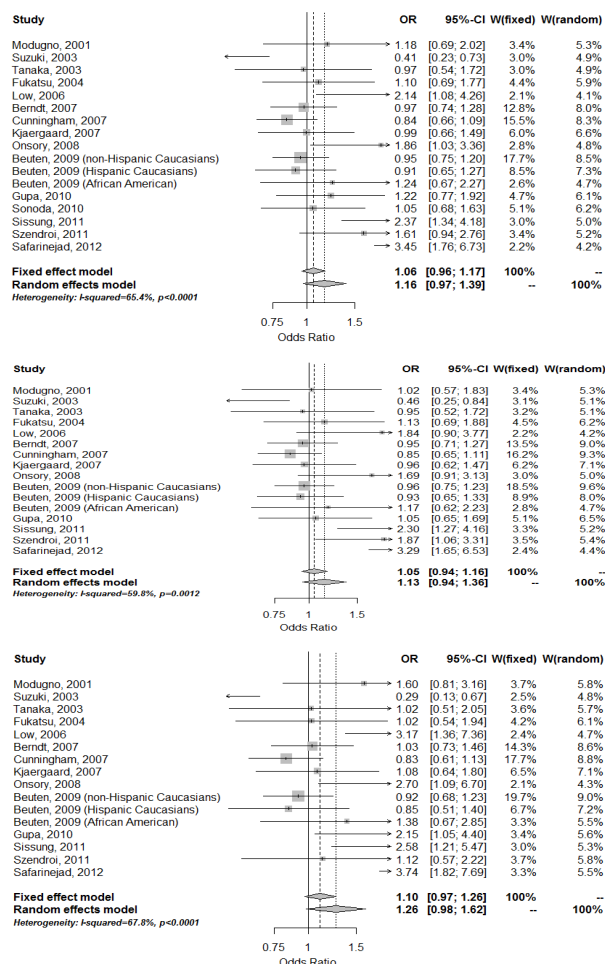 Study OR 95%-CI W(fixed) W(random)
Modugno, 2001 1.18 [0.69; 2.02] 3.4% 5.3%
Suzuki, 2003 0.41 [0.23; 0.73] 3.0% 4.9%
Tanaka, 2003 0.97 [0.54; 1.72] 3.0% 4.9%
Fukatsu, 2004 1.10 [0.69; 1.77] 4.4% 5.9%
Low, 2006 2.14 [1.08; 4.26] 2.1% 4.1%
Berndt, 2007 0.97 [0.74; 1.28] 12.8% 8.0%
Cunningham, 2007 0.84 [0.66; 1.09] 15.5% 8.3%
Kjaergaard, 2007 0.99 [0.66; 1.49] 6.0% 6.6%
Onsory, 2008 1.86 [1.03; 3.36] 2.8% 4.8%
Beuten, 2009 (non-Hispanic Caucasians) 0.95 [0.75; 1.20] 17.7% 8.4%
Beuten, 2009 (Hispanic Caucasians) 0.91 [0.65; 1.27] 8.5% 7.3%
Beuten, 2009 (African American) 1.24 [0.67; 2.27] 2.6% 4.7%
Gupa, 2010 1.22 [0.77; 1.92] 4.7% 6.1%
Sonoda, 2010 1.05 [0.68; 1.63] 5.1% 6.2%
Sissung, 2011 2.37 [1.34; 4.18] 3.0% 5.0%
Szendroi, 2011 1.61 [0.94; 2.76] 3.4% 5.2%
Safarinejad, 2012 3.45 [1.76; 6.73] 2.2% 4.2%
Fixed effect model 1.06 [0.96; 1.17] 100% --
Random effects model 1.16 [0.97; 1.39] -- 100%
Heterogeneity: I-squared=65.4%, p<0.0001
0.75 1 1.5
Odds Ratio
Study OR 95%-CI W(fixed) W(random)
Modugno, 2001 1.02 [0.57; 1.83] 3.4% 5.3%
Suzuki, 2003 0.46 [0.25; 0.84] 3.1% 5.1%
Tanaka, 2003 0.95 [0.52; 1.72] 3.2% 5.1%
Fukatsu, 2004 1.13 [0.69; 1.88] 4.5% 6.2%
Low, 2006 1.84 [0.90; 3.77] 2.2% 4.2%
Berndt, 2007 0.95 [0.71; 1.27] 13.5% 9.0%
Cunningham, 2007 0.85 [0.65; 1.11] 16.2% 9.3%
Kjaergaard, 2007 0.96 [0.62; 1.47] 6.2% 7.1%
Onsory, 2008 1.69 [0.91; 3.13] 3.0% 5.0%
Beuten, 2009 (non-Hispanic Caucasians) 0.96 [0.75; 1.23] 18.5% 9.6%
Beuten, 2009 (Hispanic Caucasians) 0.93 [0.65; 1.33] 8.9% 8.0%
Beuten, 2009 (African American) 1.17 [0.62; 2.23] 2.8% 4.7%
Gupa, 2010 1.05 [0.65; 1.69] 5.1% 6.5%
Sissung, 2011 2.30 [1.27; 4.16] 3.3% 5.2%
Szendroi, 2011 1.87 [1.06; 3.31] 3.5% 5.4%
Safarinejad, 2012 3.29 [1.65; 6.53] 2.4% 4.4%
Fixed effect model 1.05 [0.94; 1.16] 100% --
Random effects model 1.13 [0.94; 1.36] -- 100%
Heterogeneity: I-squared=59.8%, p=0.0012
0.75 1 1.5
Odds Ratio
Study OR 95%-CI W(fixed) W(random)
Modugno, 2001 1.60 [0.81; 3.16] 3.7% 5.8%
Suzuki, 2003 0.29 [0.13; 0.67] 2.5% 4.8%
Tanaka, 2003 1.02 [0.51; 2.05] 3.6% 5.7%
Fukatsu, 2004 1.02 [0.54; 1.94] 4.2% 6.1%
Low, 2006 3.17 [1.36; 7.36] 2.4% 4.7%
Berndt, 2007 1.03 [0.73; 1.46] 14.3% 8.6%
Cunningham, 2007 0.83 [0.61; 1.13] 17.7% 8.8%
Kjaergaard, 2007 1.08 [0.64; 1.80] 6.5% 7.1%
Onsory, 2008 2.70 [1.09; 6.70] 2.1% 4.3%
Beuten, 2009 (non-Hispanic Caucasians) 0.92 [0.68; 1.23] 19.7% 9.0%
Beuten, 2009 (Hispanic Caucasians) 0.85 [0.51; 1.40] 6.7% 7.2%
Beuten, 2009 (African American) 1.38 [0.67; 2.85] 3.3% 5.5%
Gupa, 2010 2.15 [1.05; 4.40] 3.4% 5.6%
Sissung, 2011 2.58 [1.21; 5.47] 3.0% 5.3%
Szendroi, 2011 1.12 [0.57; 2.22] 3.7% 5.8%
Safarinejad, 2012 3.74 [1.82; 7.69] 3.3% 5.5%
Fixed effect model 1.10 [0.97; 1.26] 100% --
Random effects model 1.26 [0.98; 1.62] -- 100%
Heterogeneity: I-squared=67.8%, p<0.0001
0.75 1 1.5
Odds Ratio